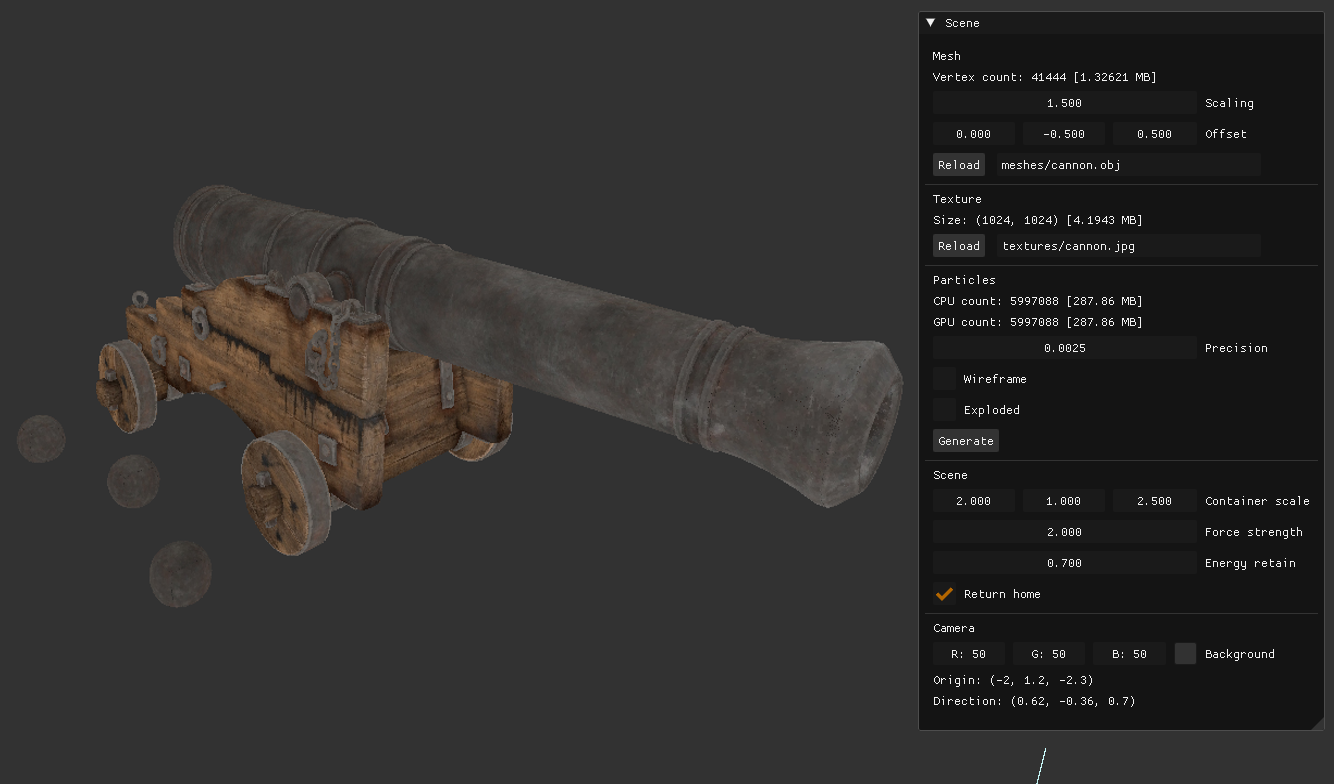 Scene
Mesh
Vertex count: 41444 [1.32621 MB]
1.500 Scaling
0.000 -0.500 0.500 Offset
Reload meshes/cannon.obj
Texture
Size: (1024, 1024) [4.1943 MB]
Reload textures/cannon.jpg
Particles
CPU count: 5997088 [287.86 MB]
GPU count: 5997088 [287.86 MB]
0.0025 Precision
Wireframe
Exploded
Generate
Scene
2.000 1.000 2.500 Container scale
2.000 Force strength
0.700 Energy retain
Return home
Camera
R: 50 G: 50 B: 50 Background
Origin: (-2, 1.2, -2.3)
Direction: (0.62, -0.36, 0.7)